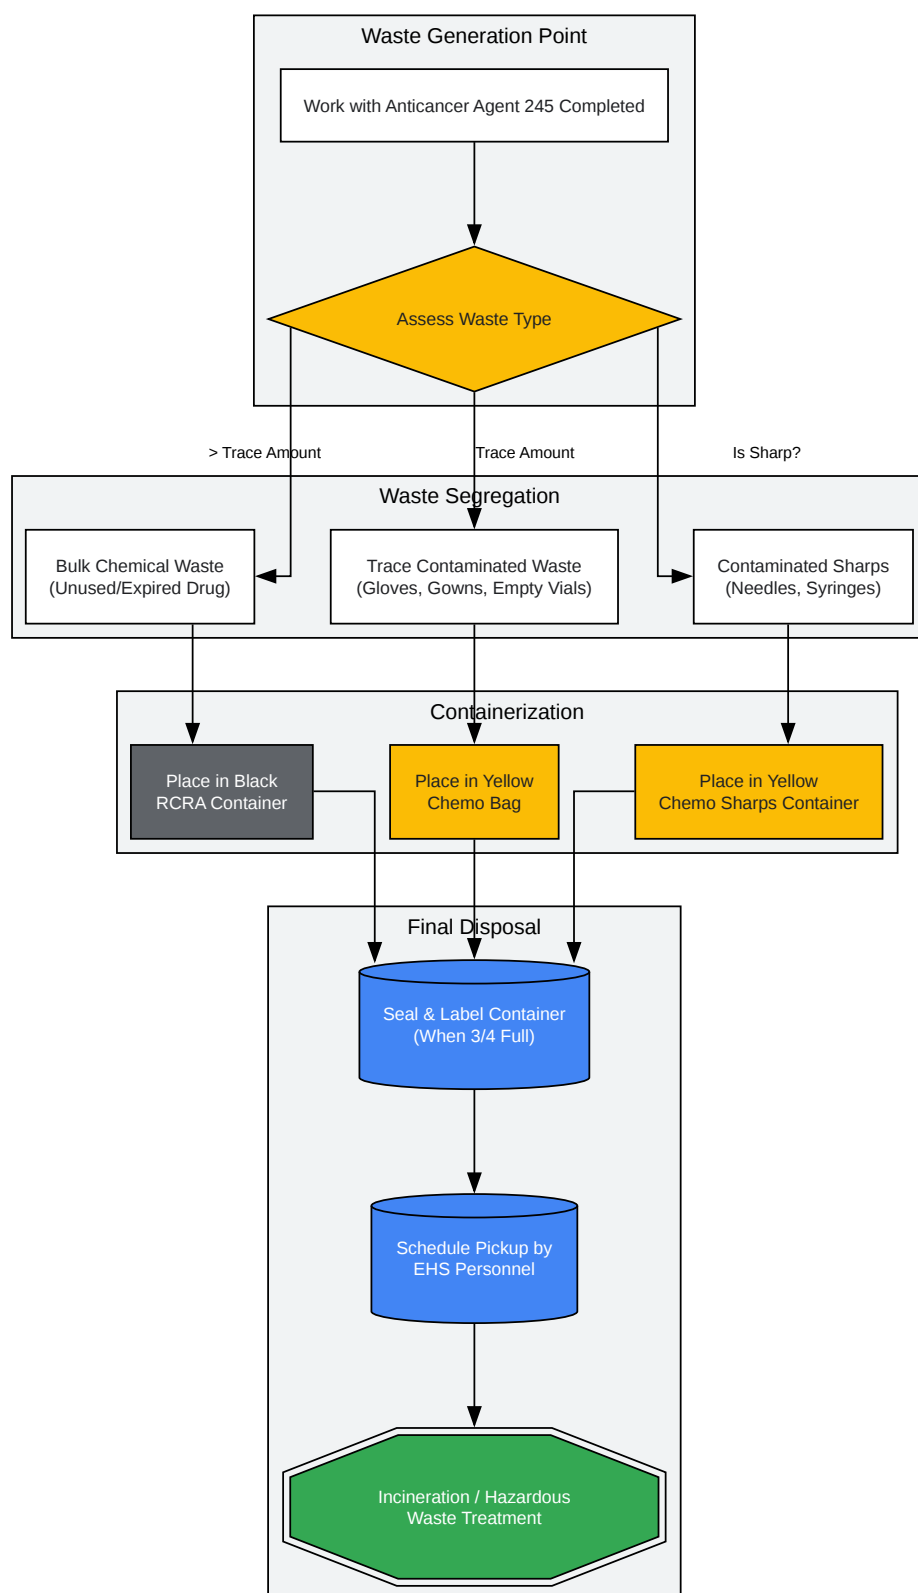 Waste Generation Point
Work with Anticancer Agent 245 Completed
Assess Waste Type
> Trace Amount
Trace Amount
Is Sharp?
Waste Segregation
Bulk Chemical Waste
(Unused/Expired Drug)
Trace Contaminated Waste
(Gloves, Gowns, Empty Vials)
Contaminated Sharps
(Needles, Syringes)
Containerization
Place in Black
RCRA Container
Place in Yellow
Chemo Bag
Place in Yellow
Chemo Sharps Container
Final Disposal
Seal & Label Container
(When 3/4 Full)
Schedule Pickup by
EHS Personnel
Incineration / Hazardous
Waste Treatment